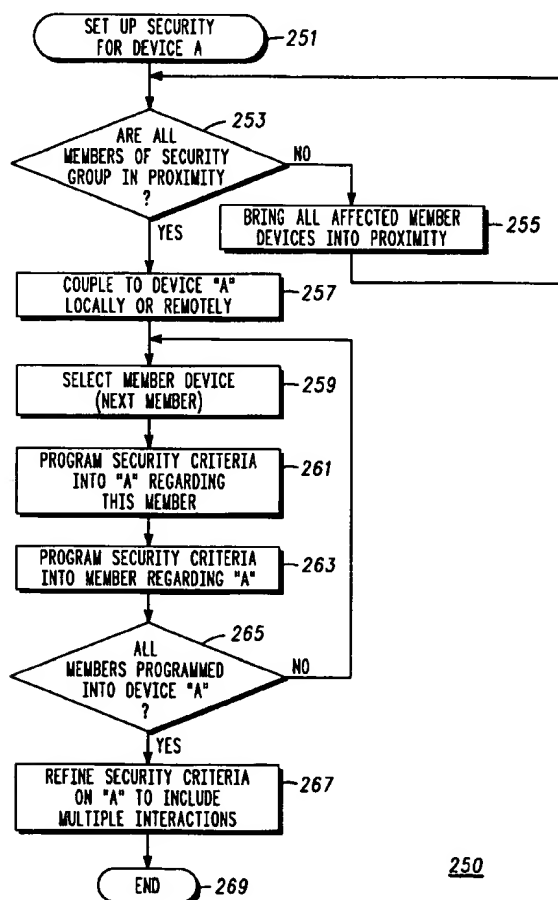 SET UP SECURITY
FOR DEVICE A
251
253
ARE ALL
MEMBERS OF SECURITY
GROUP IN PROXIMITY
?
NO
YES
BRING ALL AFFECTED MEMBER
DEVICES INTO PROXIMITY
255
COUPLE TO DEVICE "A"
LOCALLY OR REMOTELY
257
SELECT MEMBER DEVICE
(NEXT MEMBER)
259
PROGRAM SECURITY CRITERIA
INTO "A" REGARDING
THIS MEMBER
261
PROGRAM SECURITY CRITERIA
INTO MEMBER REGARDING "A"
263
265
ALL
MEMBERS PROGRAMMED
INTO DEVICE "A"
?
NO
YES
REFINE SECURITY CRITERIA
ON "A" TO INCLUDE
MULTIPLE INTERACTIONS
267
250
END
269